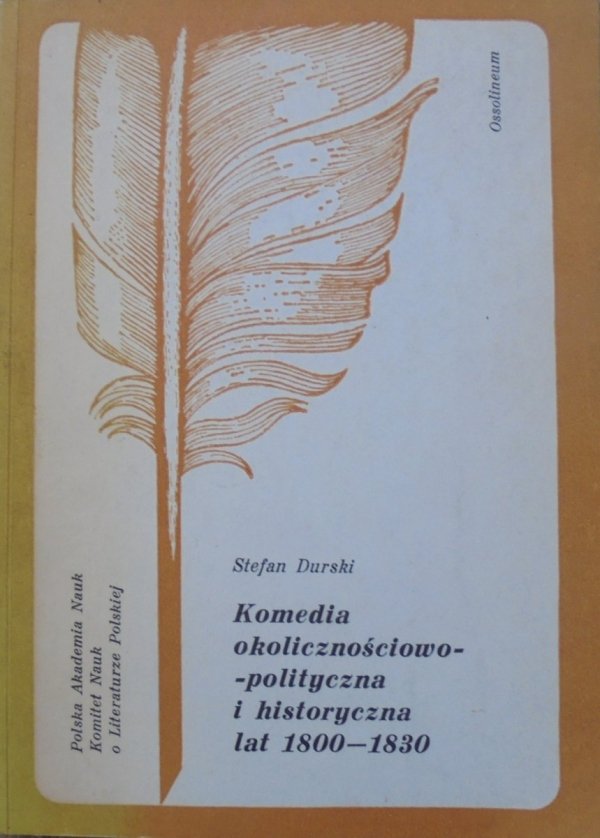 Ossolineum
Stefan Durski
Komedia
okolicznościowo-
-polityczna
i historyczna
lat 1800—1830
Polska Akademia Nauk
Komitet Nauk
o Literaturze Polskiej